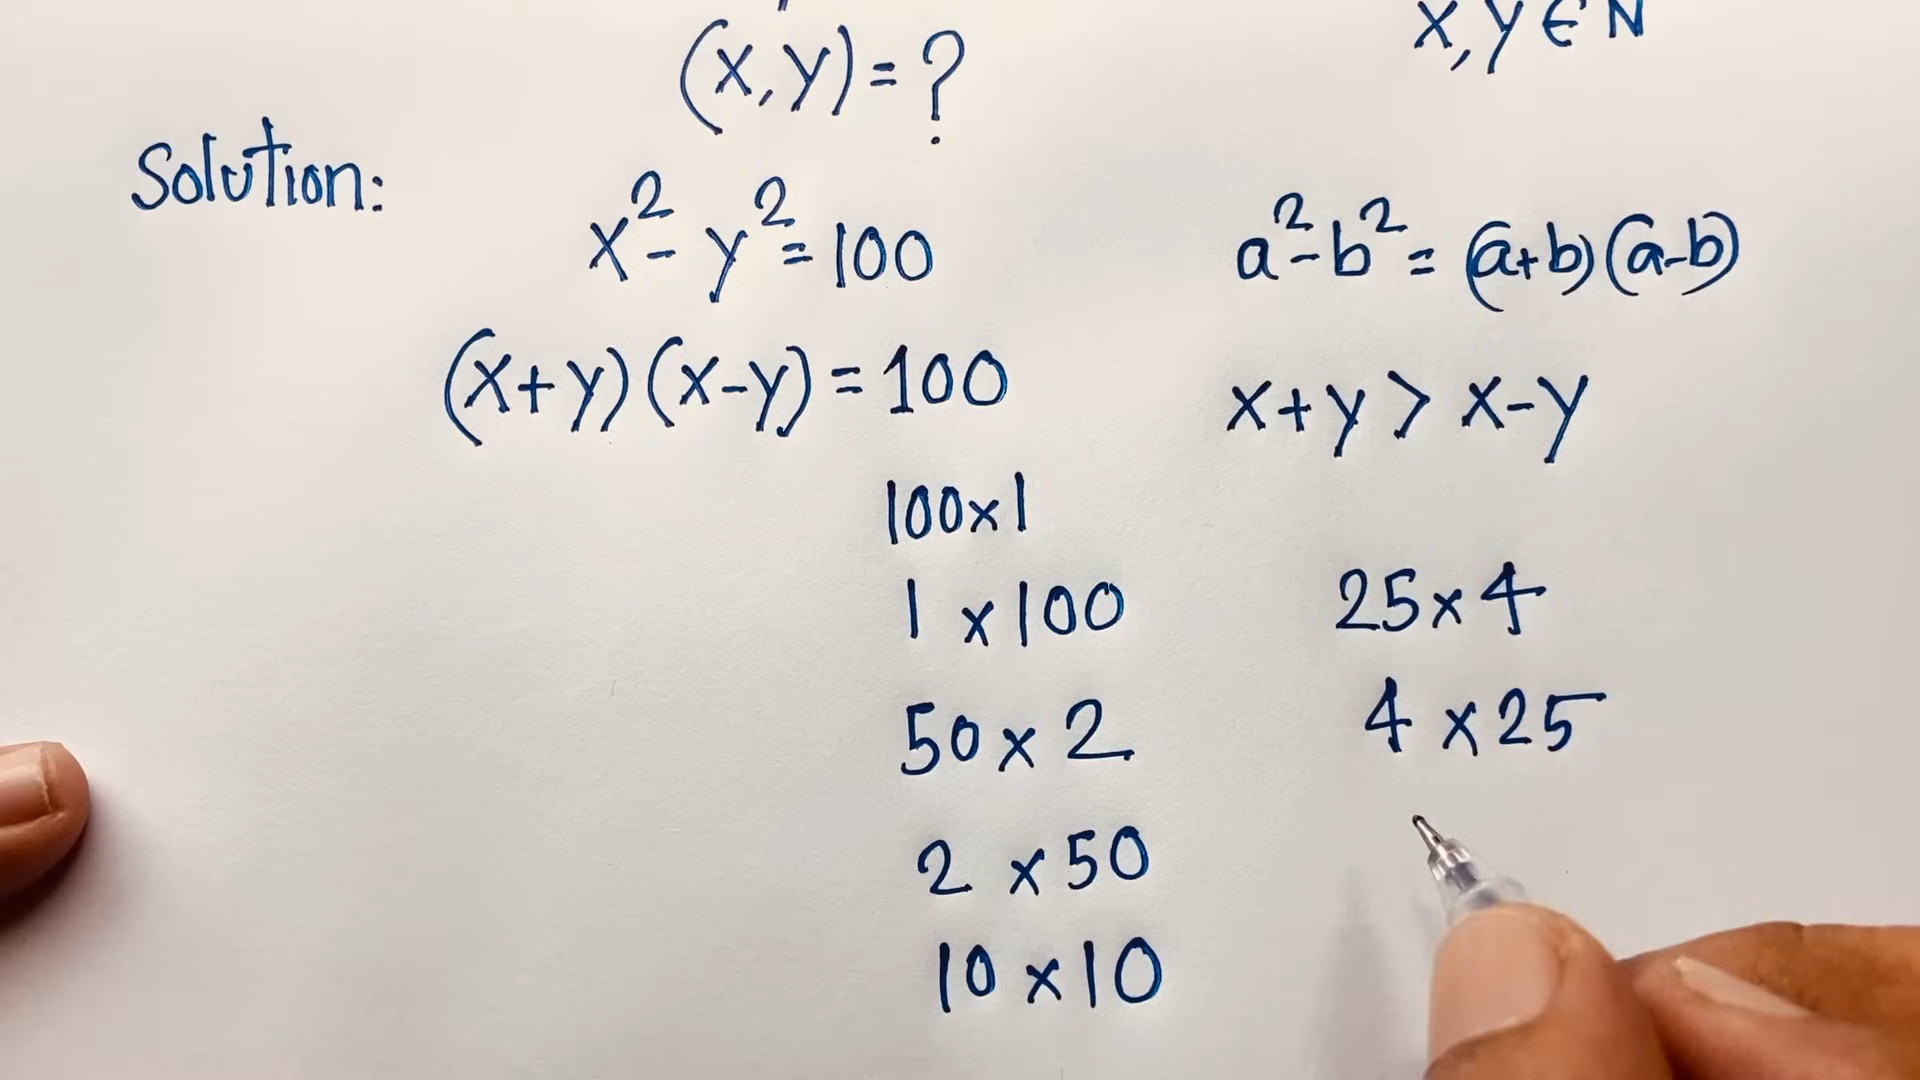 (x,y)=?
x,y∈N
Solution:
x²-y²=100
a²-b²=(a+b)(a-b)
(x+y)(x-y)=100
x+y>x-y
100×1
1×100
25×4
50×2
4×25
2×50
10×10